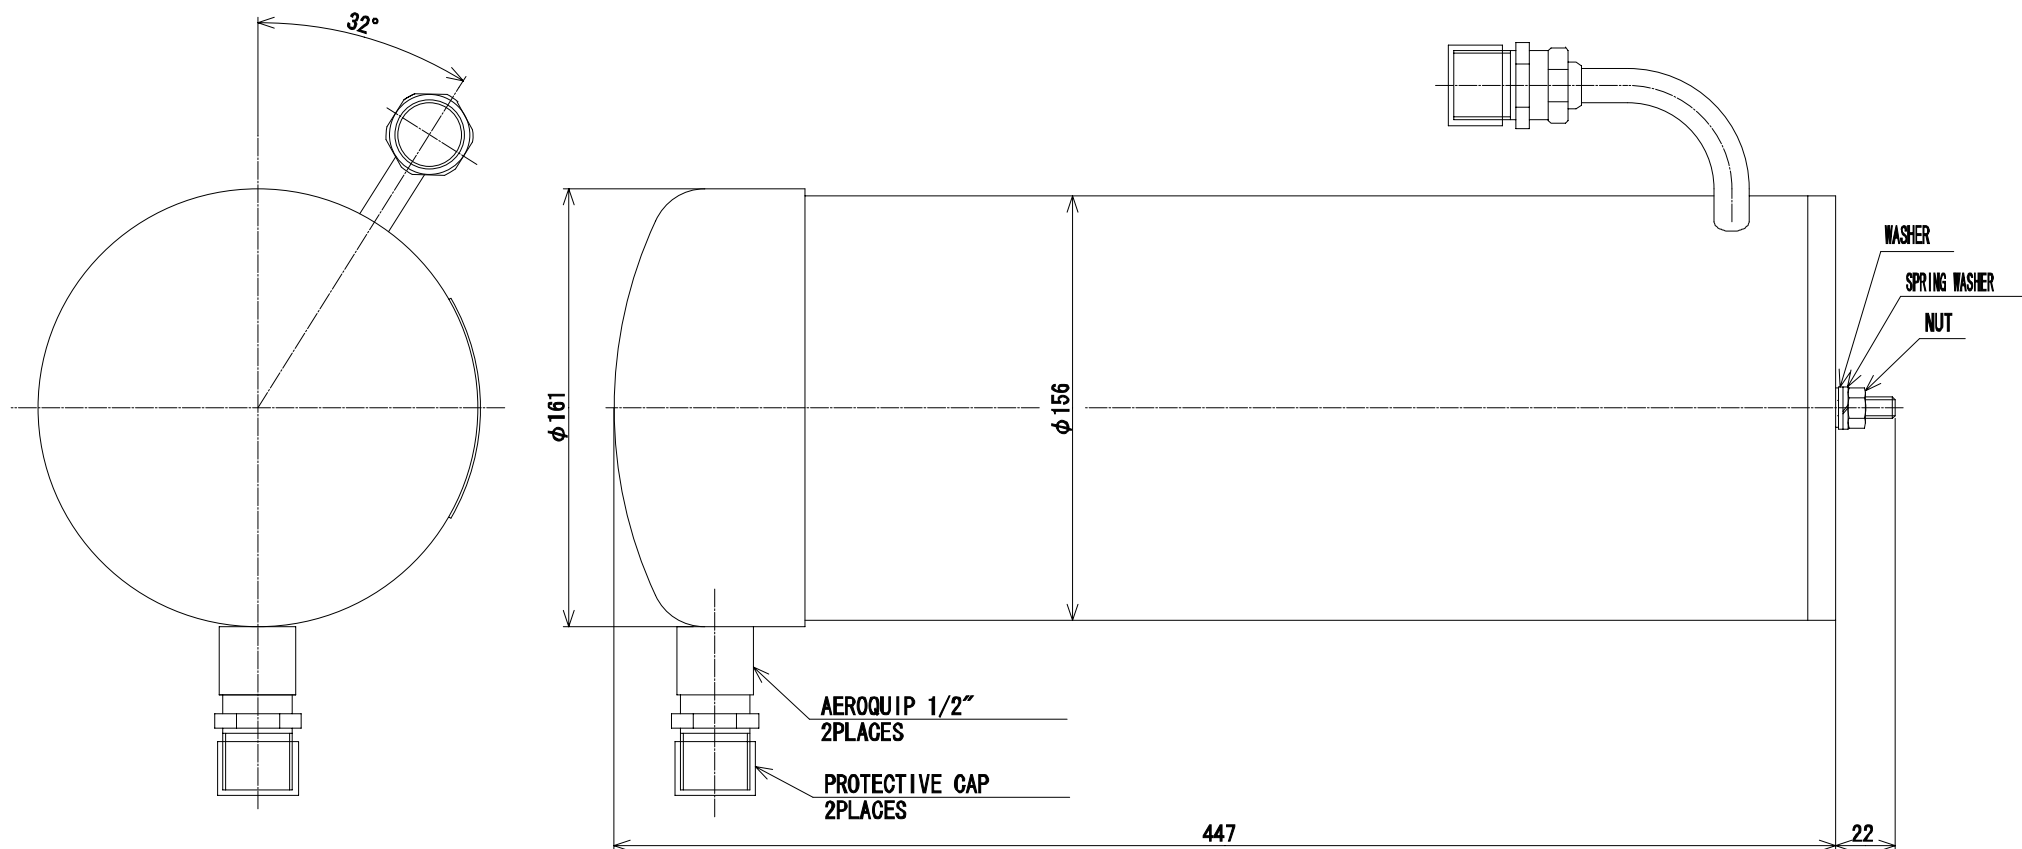 32°
WASHER
SPRING WASHER
NUT
φ161
φ156
AEROQUIP 1/2″
2PLACES
PROTECTIVE CAP
2PLACES
447
22